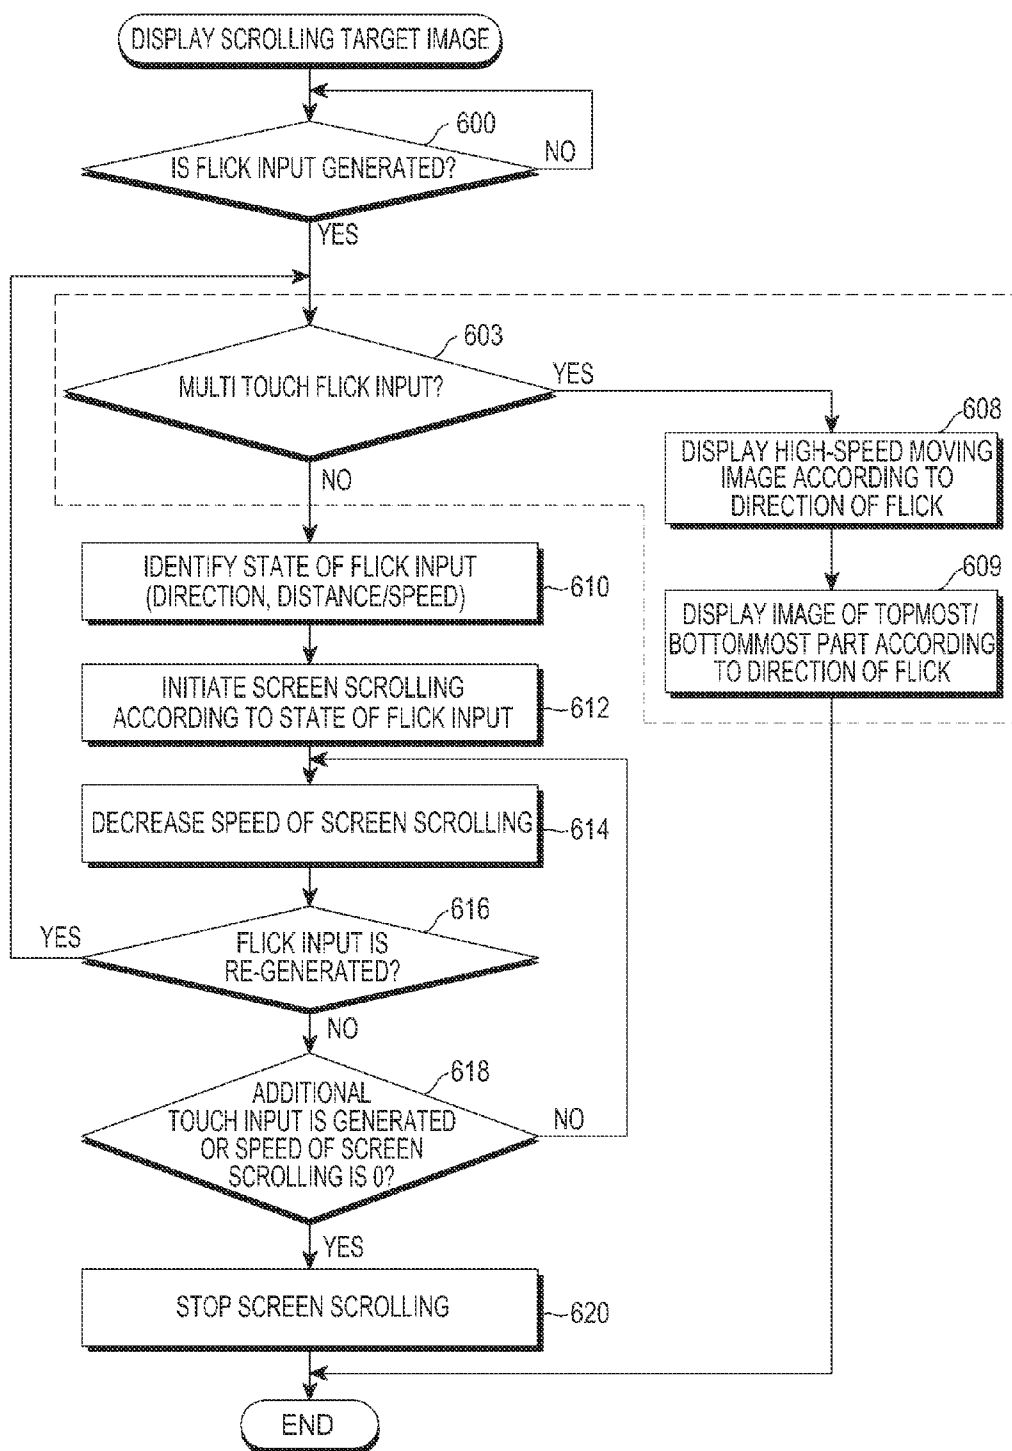 DISPLAY SCROLLING TARGET IMAGE
600
IS FLICK INPUT GENERATED?
NO
YES
603
MULTI TOUCH FLICK INPUT?
YES
NO
608
DISPLAY HIGH-SPEED MOVING
IMAGE ACCORDING TO
DIRECTION OF FLICK
609
DISPLAY IMAGE OF TOPMOST/
BOTTOMMOST PART ACCORDING
TO DIRECTION OF FLICK
IDENTIFY STATE OF FLICK INPUT
(DIRECTION, DISTANCE/SPEED)
610
INITIATE SCREEN SCROLLING
ACCORDING TO STATE OF FLICK INPUT
612
DECREASE SPEED OF SCREEN SCROLLING
614
616
YES
FLICK INPUT IS
RE-GENERATED?
NO
618
ADDITIONAL
TOUCH INPUT IS GENERATED
OR SPEED OF SCREEN
SCROLLING IS 0?
NO
YES
STOP SCREEN SCROLLING
620
END